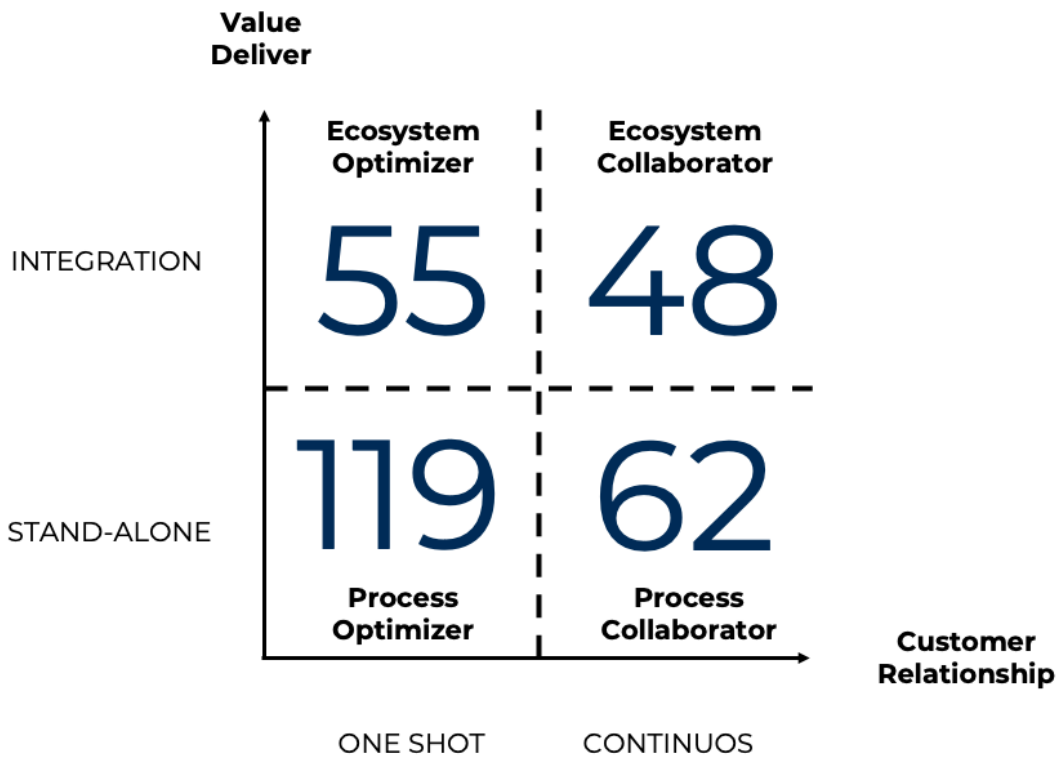 Value
Deliver
Ecosystem
Optimizer
Ecosystem
Collaborator
INTEGRATION
55
48
STAND-ALONE
119
62
Process
Optimizer
Process
Collaborator
Customer
Relationship
ONE SHOT
CONTINUOS